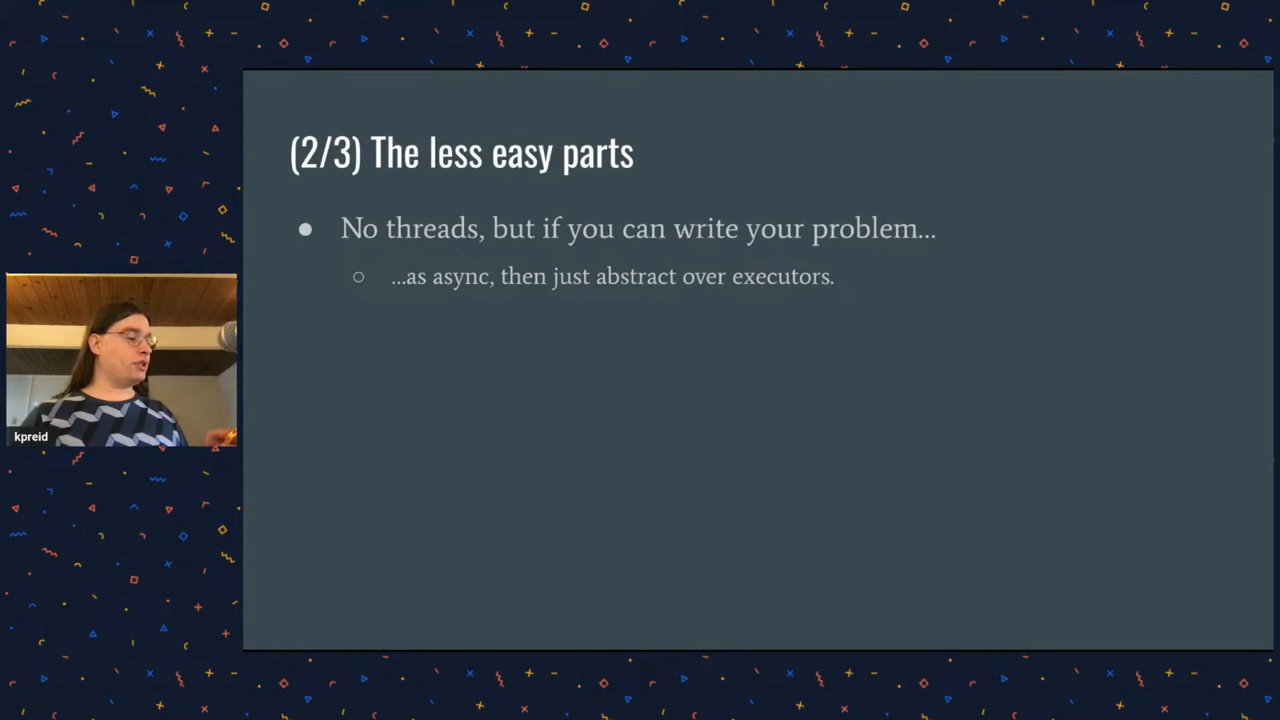 (2/3) The less easy parts
● No threads, but if you can write your problem...
○ ...as async, then just abstract over executors.
kpreid